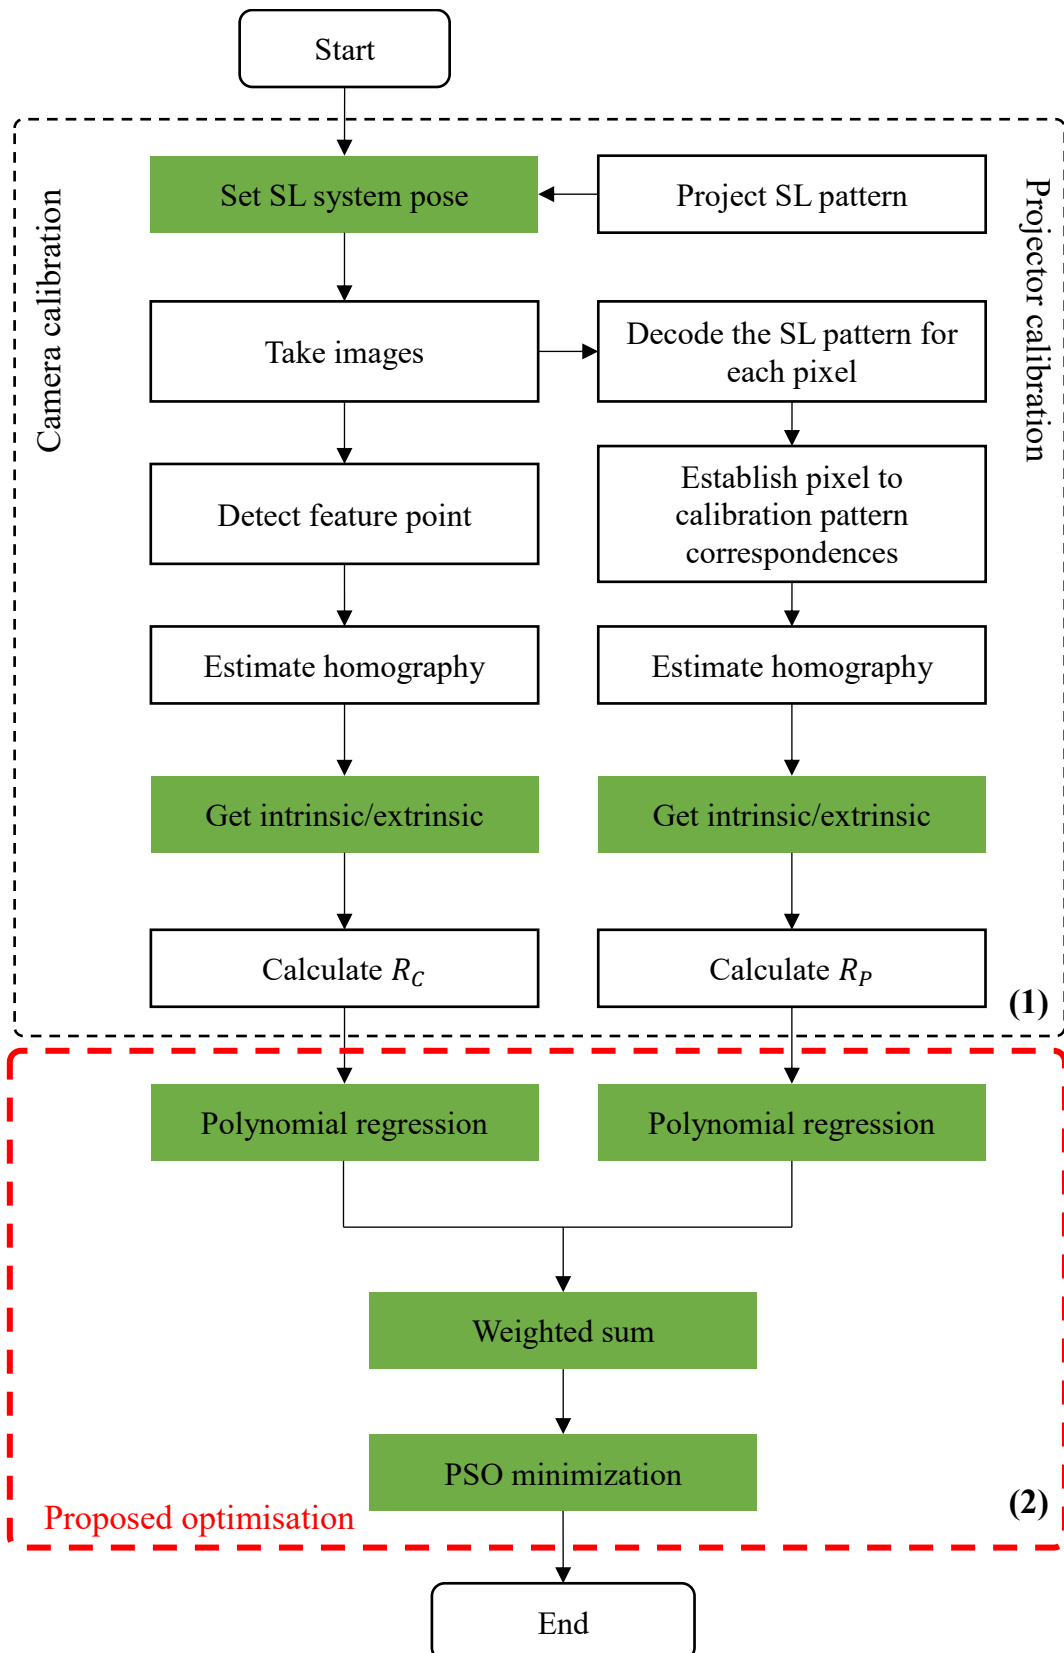 Start
Camera calibration
Projector calibration
Set SL system pose
Project SL pattern
Take images
Decode the SL pattern for
each pixel
Detect feature point
Establish pixel to
calibration pattern
correspondences
Estimate homography
Estimate homography
Get intrinsic/extrinsic
Get intrinsic/extrinsic
Calculate R_C
Calculate R_P
(1)
Polynomial regression
Polynomial regression
Weighted sum
PSO minimization
Proposed optimisation
(2)
End